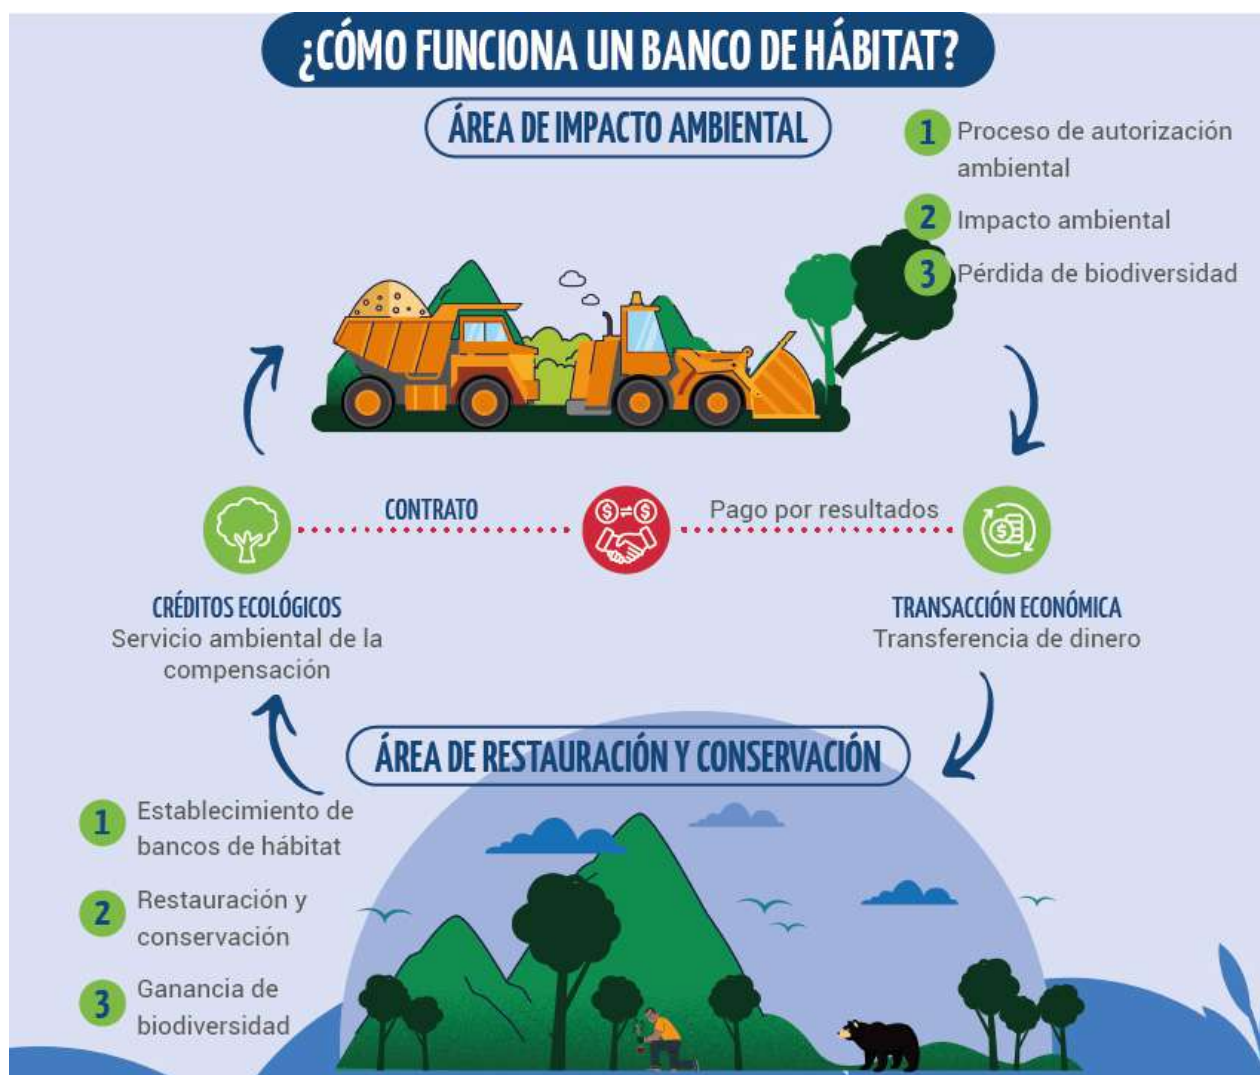 ¿CÓMO FUNCIONA UN BANCO DE HÁBITAT?
ÁREA DE IMPACTO AMBIENTAL
1 Proceso de autorización
ambiental
2 Impacto ambiental
3 Pérdida de biodiversidad
CONTRATO
Pago por resultados
CRÉDITOS ECOLÓGICOS
Servicio ambiental de la
compensación
TRANSACCIÓN ECONÓMICA
Transferencia de dinero
ÁREA DE RESTAURACIÓN Y CONSERVACIÓN
1 Establecimiento de
bancos de hábitat
2 Restauración y
conservación
3 Ganancia de
biodiversidad